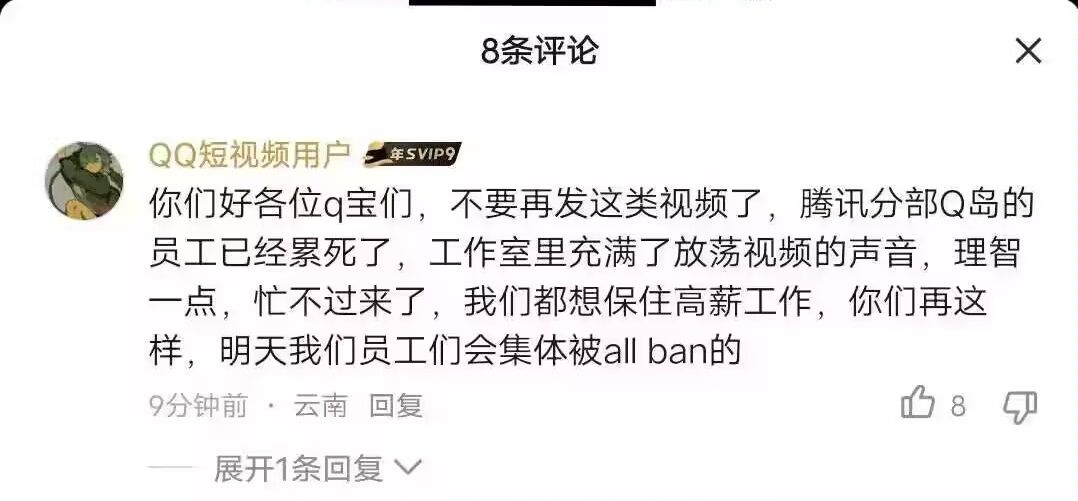 8条评论
QQ短视频用户 年SVIP9
你们好各位q宝们，不要再发这类视频了，腾讯分部Q岛的
员工已经累死了，工作室里充满了放荡视频的声音，理智
一点，忙不过来了，我们都想保住高薪工作，你们再这
样，明天我们员工们会集体被all ban的
9分钟前 · 云南 回复 8
展开1条回复